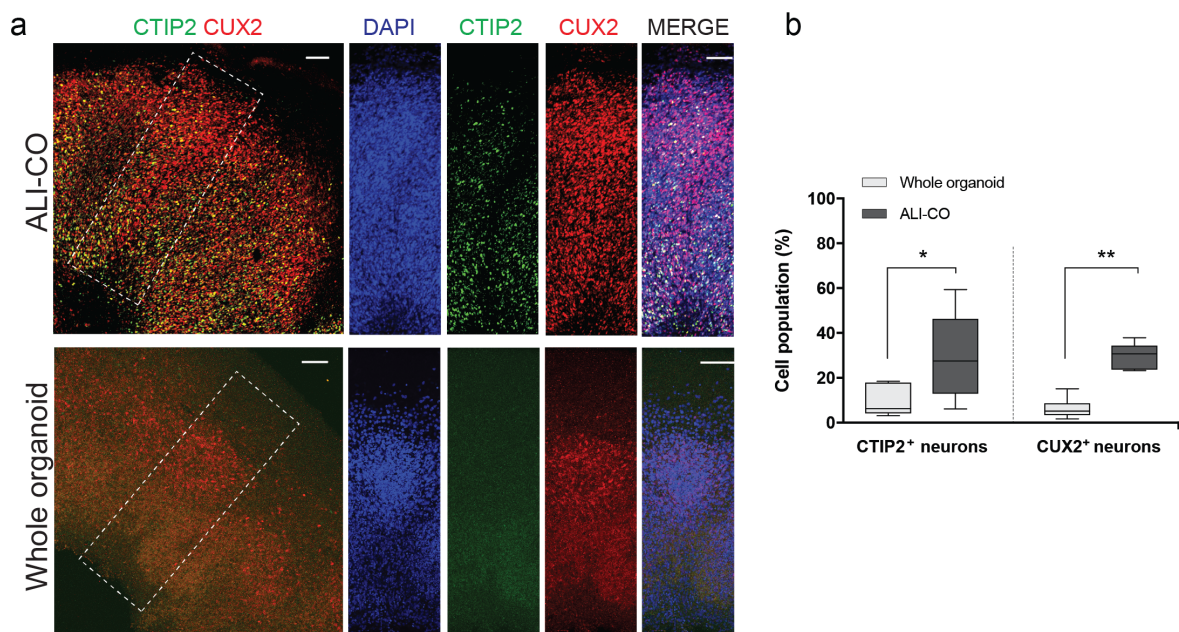 a
CTIP2 CUX2 DAPI CTIP2 CUX2 MERGE
ALI-CO
Whole organoid
b
Whole organoid
ALI-CO
Cell population (%)
100
80
60
40
20
0
*
**
CTIP2⁺ neurons
CUX2⁺ neurons